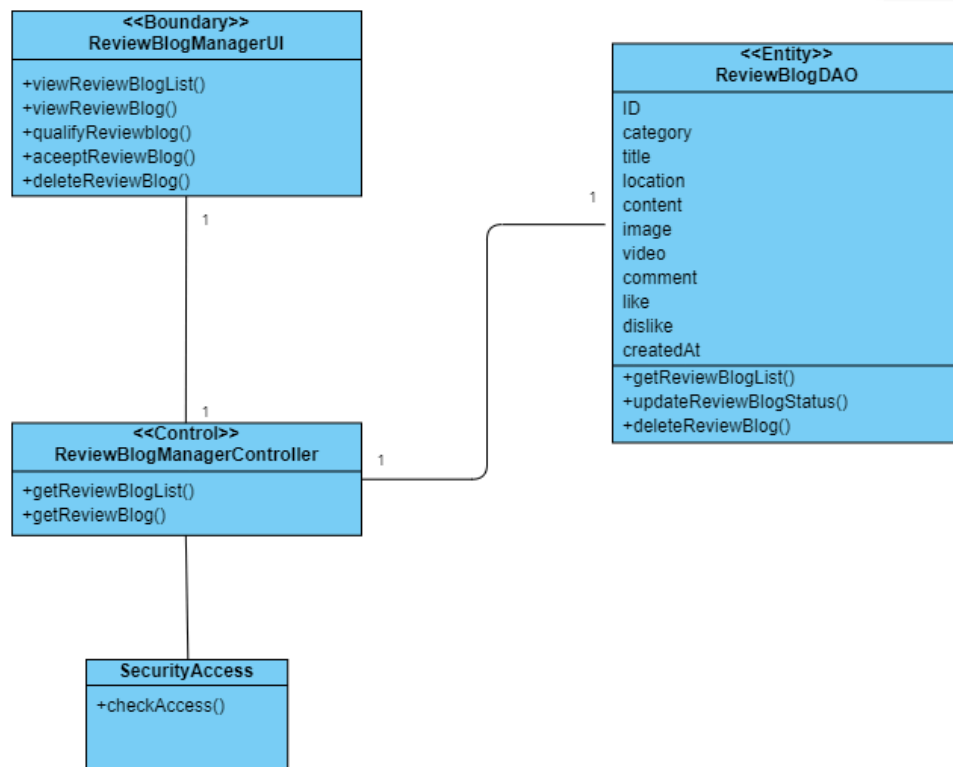 <<Boundary>>
ReviewBlogManagerUI
+viewReviewBlogList()
+viewReviewBlog()
+qualifyReviewblog()
+aceeptReviewBlog()
+deleteReviewBlog()
1
1
<<Control>>
ReviewBlogManagerController
+getReviewBlogList()
+getReviewBlog()
1
1
<<Entity>>
ReviewBlogDAO
ID
category
title
location
content
image
video
comment
like
dislike
createdAt
+getReviewBlogList()
+updateReviewBlogStatus()
+deleteReviewBlog()
SecurityAccess
+checkAccess()